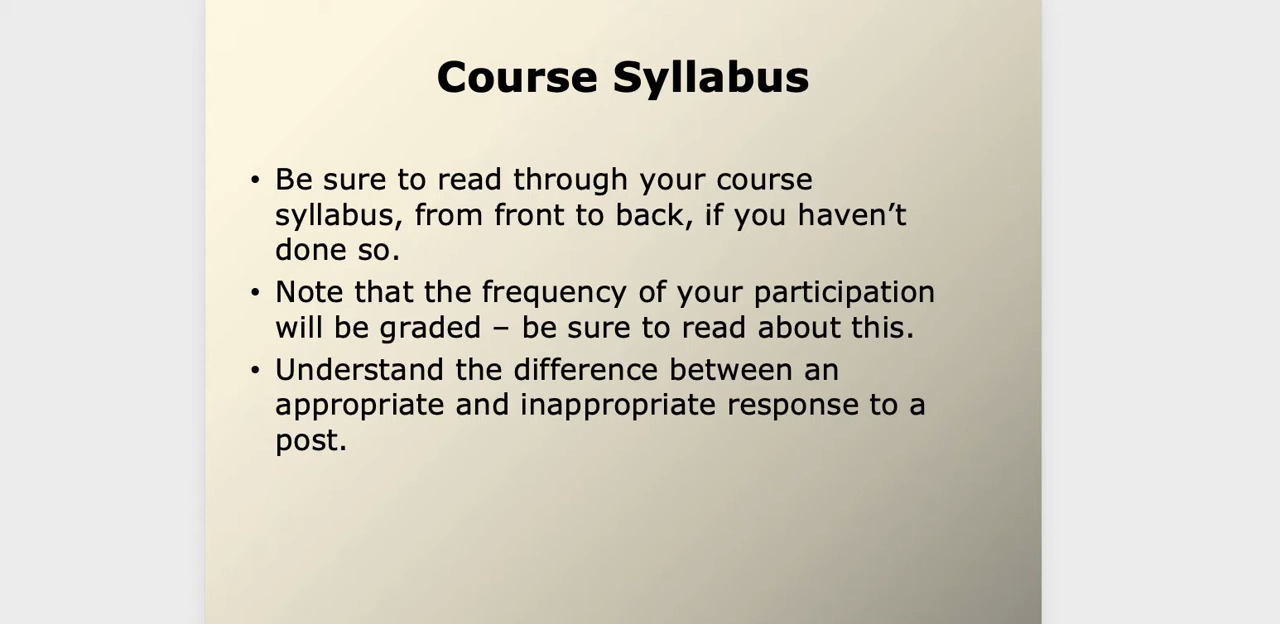 Course Syllabus
• Be sure to read through your course
syllabus, from front to back, if you haven’t
done so.
• Note that the frequency of your participation
will be graded – be sure to read about this.
• Understand the difference between an
appropriate and inappropriate response to a
post.